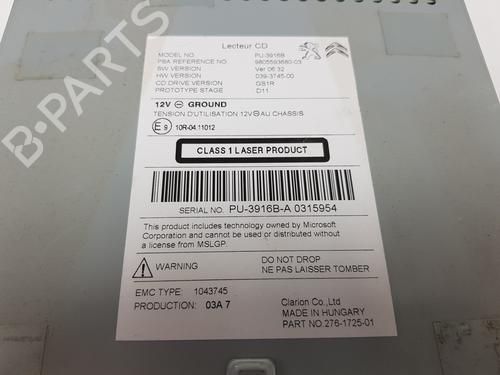 Lecteur CD
MODEL NO PU-3916B
PSA REFERENCE NO 9805593680-03
SW VERSION Ver 06.32
HW VERSION 039-3745-00
CD DRIVE VERSION GS1R
PROTOTYPE STAGE D11
12V ⊖ GROUND
TENSION D'UTILISATION 12V ⊖ AU CHASSIS
E9 10R-04.11012
CLASS 1 LASER PRODUCT
SERIAL NO. PU-3916B-A 0315954
This product includes technology owned by Microsoft
Corporation and cannot be used or distributed without
a license from MSLGP.
WARNING
DO NOT DROP
NE PAS LAISSER TOMBER
EMC TYPE: 1043745
PRODUCTION: 03A 7
Clarion Co.,Ltd
MADE IN HUNGARY
PART NO.276-1725-01
B-Parts